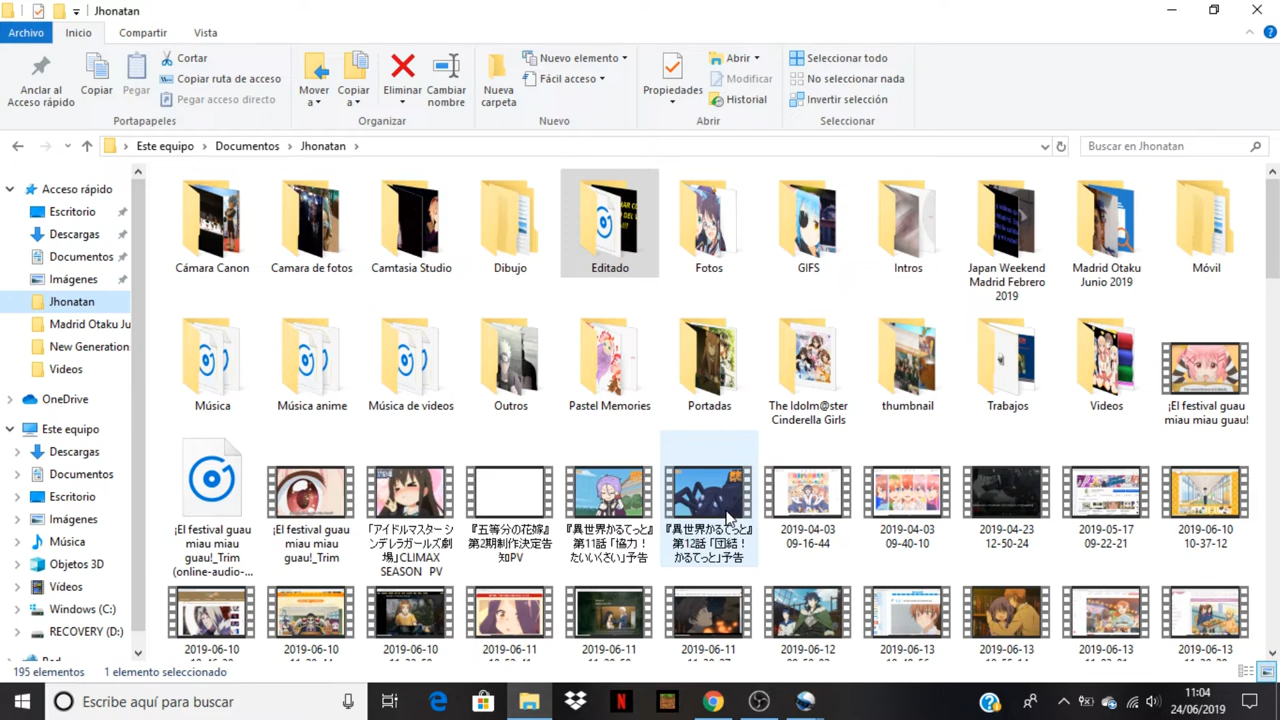 Jhonatan
Archivo
Inicio
Compartir
Vista
Anclar al
Acceso rápido
Copiar
Pegar
Cortar
Copiar ruta de acceso
Pegar acceso directo
Portapapeles
Mover
a
Copiar
a
Eliminar
Cambiar
nombre
Organizar
Nueva
carpeta
Nuevo elemento
Fácil acceso
Nuevo
Propiedades
Abrir
Modificar
Historial
Abrir
Seleccionar todo
No seleccionar nada
Invertir selección
Seleccionar
Este equipo
Documentos
Jhonatan
Buscar en Jhonatan
Acceso rápido
Escritorio
Descargas
Documentos
Imágenes
Jhonatan
Madrid Otaku Ju
New Generation
Videos
OneDrive
Este equipo
Descargas
Documentos
Escritorio
Imágenes
Música
Objetos 3D
Vídeos
Windows (C:)
RECOVERY (D:)
Cámara Canon
Camara de fotos
Camtasia Studio
Dibujo
Editado
Fotos
GIFS
Intros
Japan Weekend
Madrid Febrero
2019
Madrid Otaku
Junio 2019
Móvil
Música
Música anime
Música de videos
Outros
Pastel Memories
Portadas
The Idolm@ster
Cinderella Girls
thumbnail
Trabajos
Videos
¡El festival guau
miau miau guau!
¡El festival guau
miau miau
guau!_Trim
(online-audio-...
¡El festival guau
miau miau
guau!_Trim
「アイドルマスター シ
ンデレラガールズ劇
場」CLIMAX
SEASON PV
『五等分の花嫁』
第2期制作決定告
知PV
『異世界かるてっと』
第11話「協力！
たいいくさい」予告
『異世界かるてっと』
第12話「団結！
かるてっと」予告
2019-04-03
09-16-44
2019-04-03
09-40-10
2019-04-23
12-50-24
2019-05-17
09-22-21
2019-06-10
10-37-12
2019-06-10
2019-06-10
2019-06-10
2019-06-11
2019-06-11
2019-06-11
2019-06-12
2019-06-13
2019-06-13
2019-06-13
2019-06-13
195 elementos
1 elemento seleccionado
Escribe aquí para buscar
11:04
24/06/2019